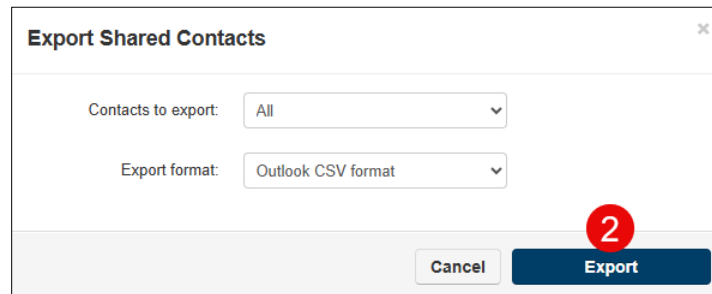 Export Shared Contacts
×
Contacts to export: All
Export format: Outlook CSV format
2
Cancel Export